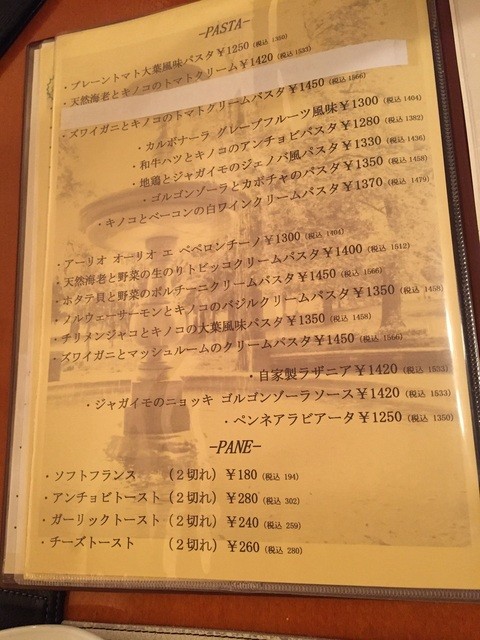 -PASTA-
・プレーントマト大葉風味パスタ ¥1250 (税込 1350)
・天然海老とキノコのトマトクリーム ¥1420 (税込 1533)
・ズワイガニとキノコのトマトクリームパスタ ¥1450 (税込 1566)
・カルボナーラ グレープフルーツ風味 ¥1300 (税込 1404)
・和牛ハツとキノコのアンチョビパスタ ¥1280 (税込 1382)
・地鶏とジャガイモのジェノバ風パスタ ¥1330 (税込 1436)
・ゴルゴンゾーラとカボチャのパスタ ¥1350 (税込 1458)
・キノコとベーコンの白ワインクリームパスタ ¥1370 (税込 1479)
・アーリオ オーリオ エ ペペロンチーノ ¥1300 (税込 1404)
・天然海老と野菜の生のりトビッコクリームパスタ ¥1400 (税込 1512)
・ホタテ貝と野菜のポルチーニクリームパスタ ¥1450 (税込 1566)
・ノルウェーサーモンとキノコのバジルクリームパスタ ¥1350 (税込 1458)
・チリメンジャコとキノコの大葉風味パスタ ¥1350 (税込 1458)
・ズワイガニとマッシュルームのクリームパスタ ¥1450 (税込 1566)
・自家製ラザニア ¥1420 (税込 1533)
・ジャガイモのニョッキ ゴルゴンゾーラソース ¥1420 (税込 1533)
・ペンネアラビアータ ¥1250 (税込 1350)
-PANE-
・ソフトフランス (2切れ) ¥180 (税込 194)
・アンチョビトースト (2切れ) ¥280 (税込 302)
・ガーリックトースト (2切れ) ¥240 (税込 259)
・チーズトースト (2切れ) ¥260 (税込 280)